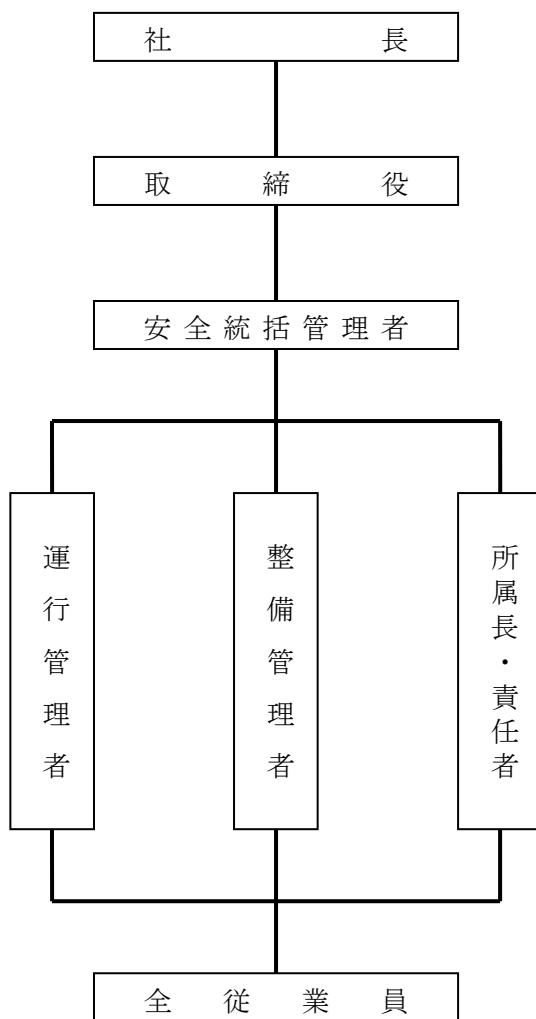 社長
取締役
安全統括管理者
運行管理者
整備管理者
所属長・責任者
全従業員